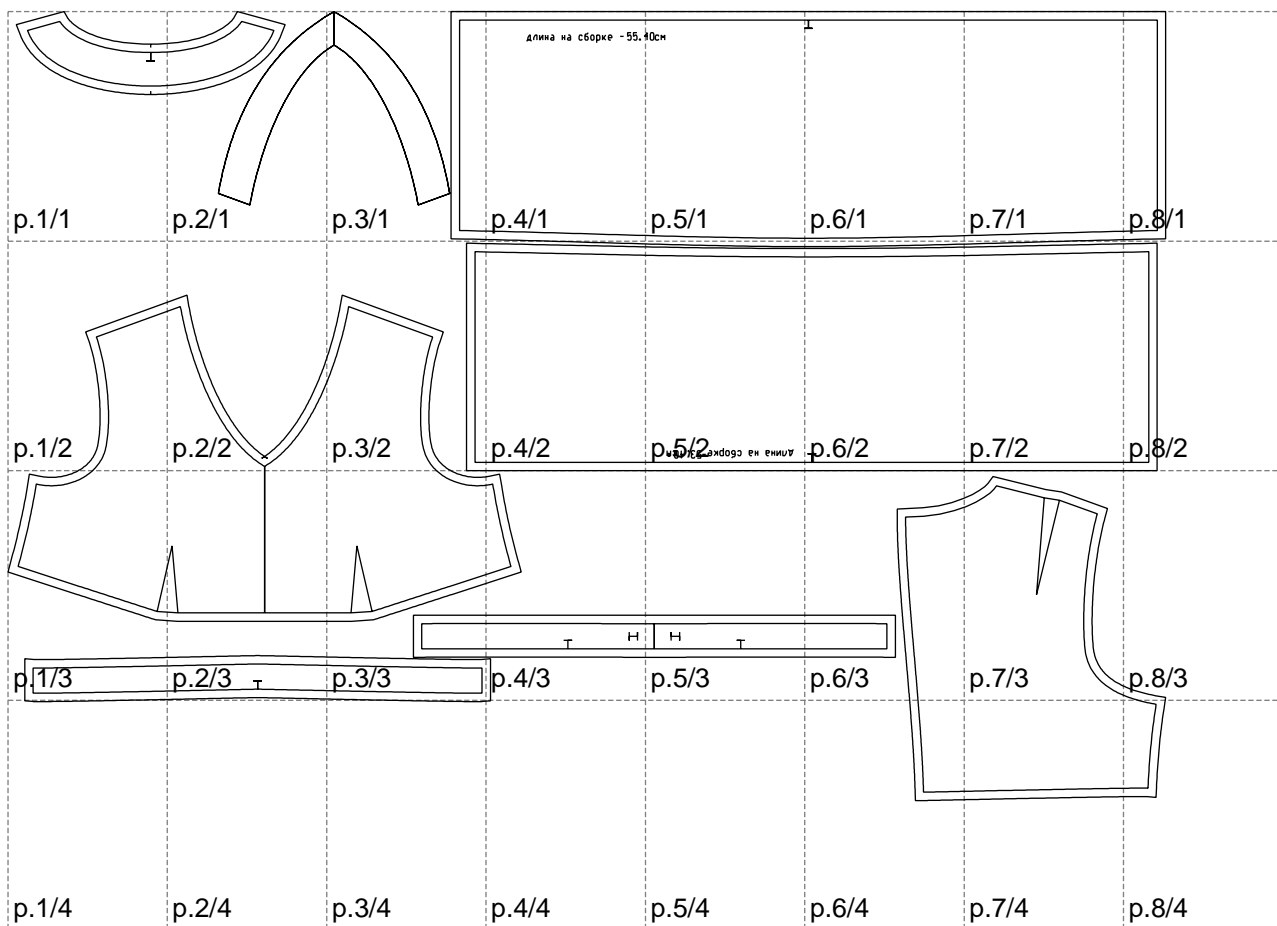 длина на сборке -55.40см
p.1/1 p.2/1 p.3/1 p.4/1 p.5/1 p.6/1 p.7/1 p.8/1
p.1/2 p.2/2 p.3/2 p.4/2 p.5/2 p.6/2 p.7/2 p.8/2
длина на сборке
p.1/3 p.2/3 p.3/3 p.4/3 p.5/3 p.6/3 p.7/3 p.8/3
p.1/4 p.2/4 p.3/4 p.4/4 p.5/4 p.6/4 p.7/4 p.8/4